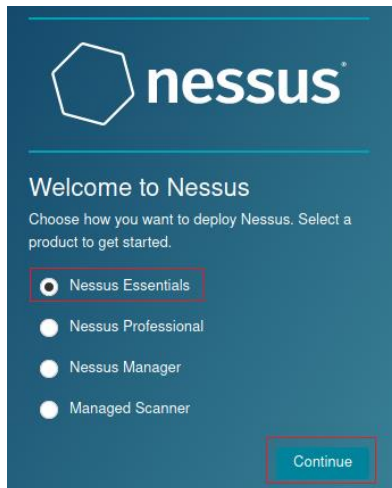 nessus®
Welcome to Nessus
Choose how you want to deploy Nessus. Select a
product to get started.
Nessus Essentials
Nessus Professional
Nessus Manager
Managed Scanner
Continue